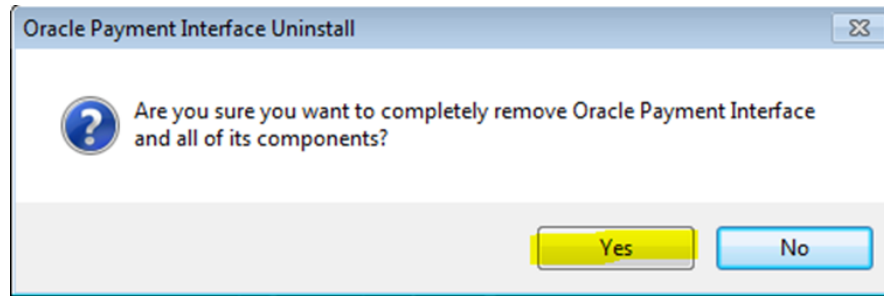 Oracle Payment Interface Uninstall
Are you sure you want to completely remove Oracle Payment Interface
and all of its components?
Yes No